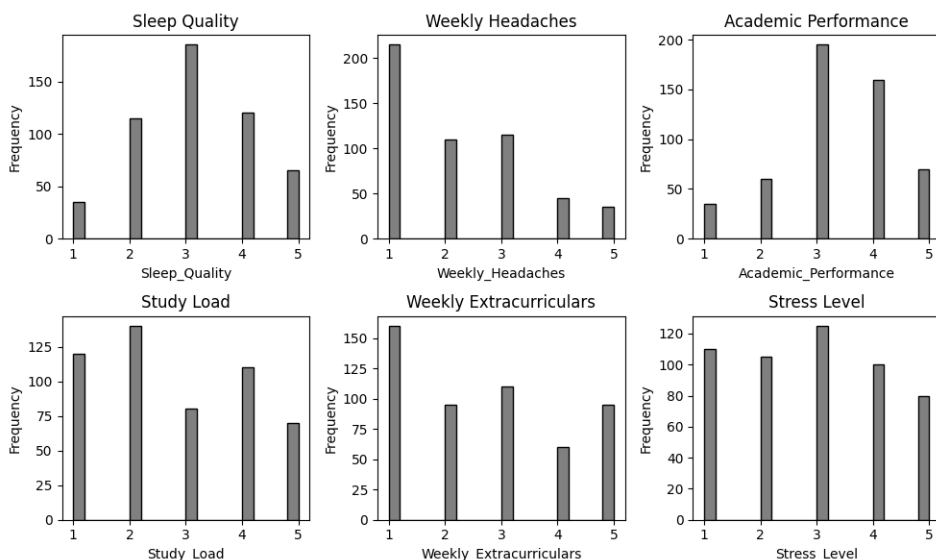 Sleep Quality
Frequency
150
100
50
0
1 2 3 4 5
Sleep_Quality
Weekly Headaches
Frequency
200
150
100
50
0
1 2 3 4 5
Weekly_Headaches
Academic Performance
Frequency
200
150
100
50
0
1 2 3 4 5
Academic_Performance
Study Load
Frequency
125
100
75
50
25
0
1 2 3 4 5
Study_Load
Weekly Extracurriculars
Frequency
150
125
100
75
50
25
0
1 2 3 4 5
Weekly_Extracurriculars
Stress Level
Frequency
120
100
80
60
40
20
0
1 2 3 4 5
Stress_Level